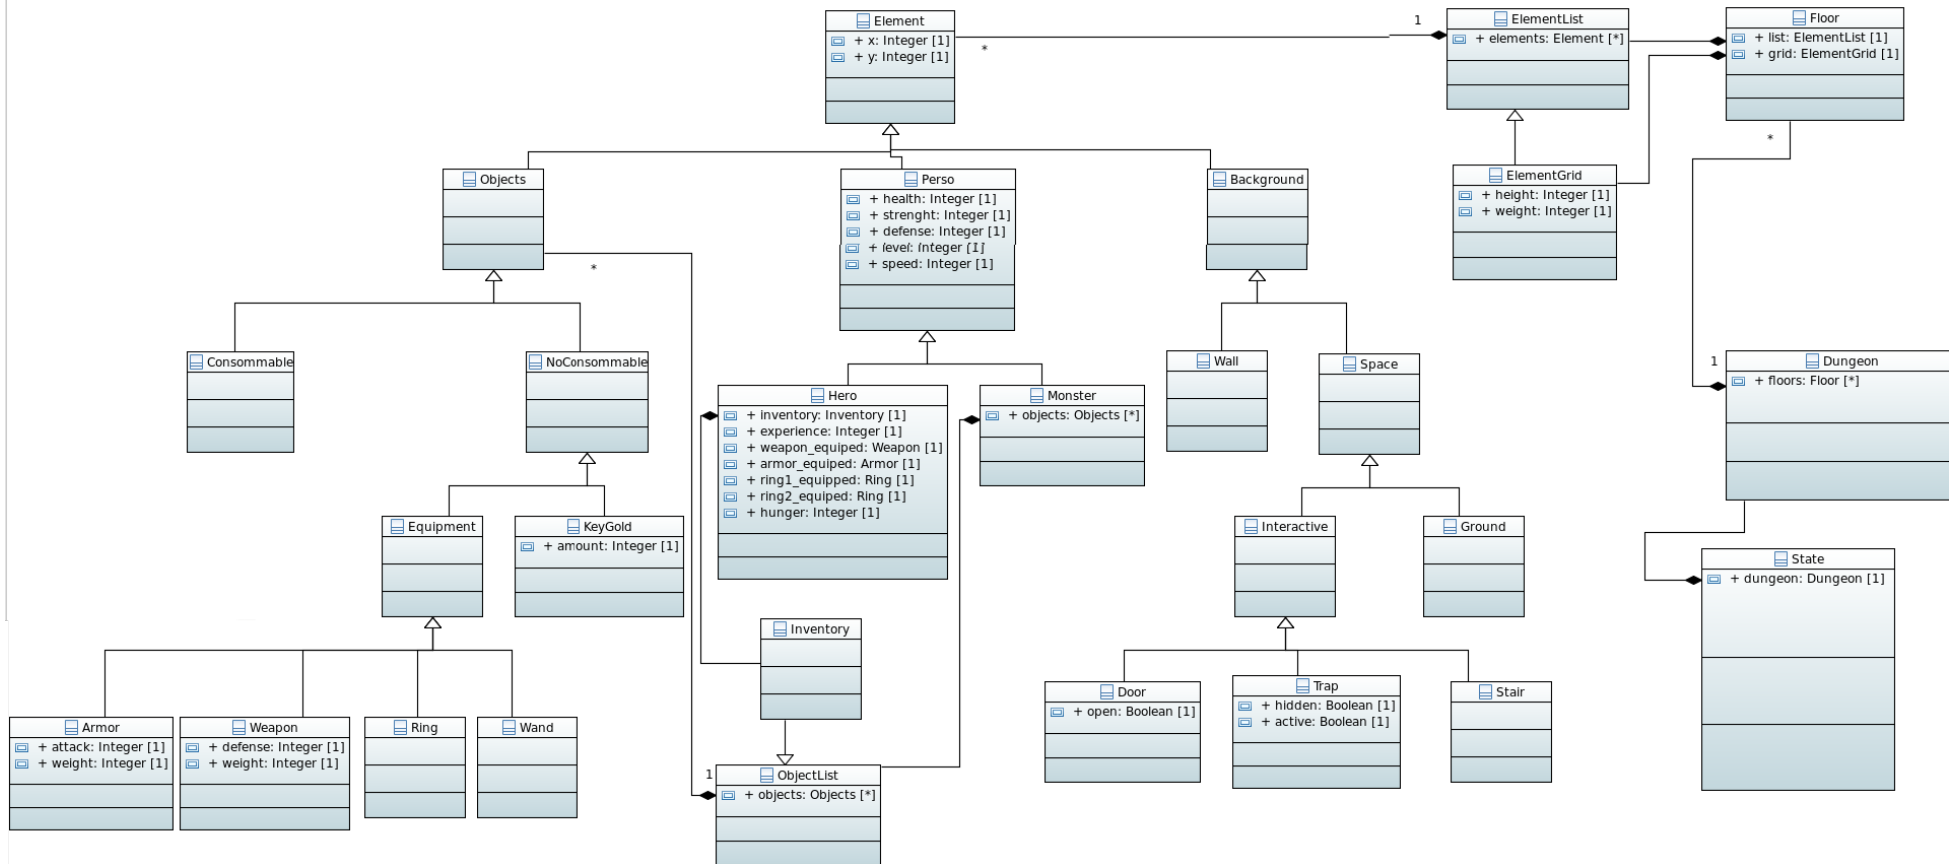 Element
+ x: Integer [1]
+ y: Integer [1]
*
1
ElementList
+ elements: Element [*]
Floor
+ list: ElementList [1]
+ grid: ElementGrid [1]
*
Objects
*
Perso
+ health: Integer [1]
+ strenght: Integer [1]
+ defense: Integer [1]
+ level: Integer [1]
+ speed: Integer [1]
Background
ElementGrid
+ height: Integer [1]
+ weight: Integer [1]
Consommable
NoConsommable
Hero
+ inventory: Inventory [1]
+ experience: Integer [1]
+ weapon_equiped: Weapon [1]
+ armor_equiped: Armor [1]
+ ring1_equipped: Ring [1]
+ ring2_equiped: Ring [1]
+ hunger: Integer [1]
Monster
+ objects: Objects [*]
Wall
Space
1
Dungeon
+ floors: Floor [*]
Equipment
KeyGold
+ amount: Integer [1]
Interactive
Ground
State
+ dungeon: Dungeon [1]
Inventory
Armor
+ attack: Integer [1]
+ weight: Integer [1]
Weapon
+ defense: Integer [1]
+ weight: Integer [1]
Ring
Wand
1
ObjectList
+ objects: Objects [*]
Door
+ open: Boolean [1]
Trap
+ hidden: Boolean [1]
+ active: Boolean [1]
Stair